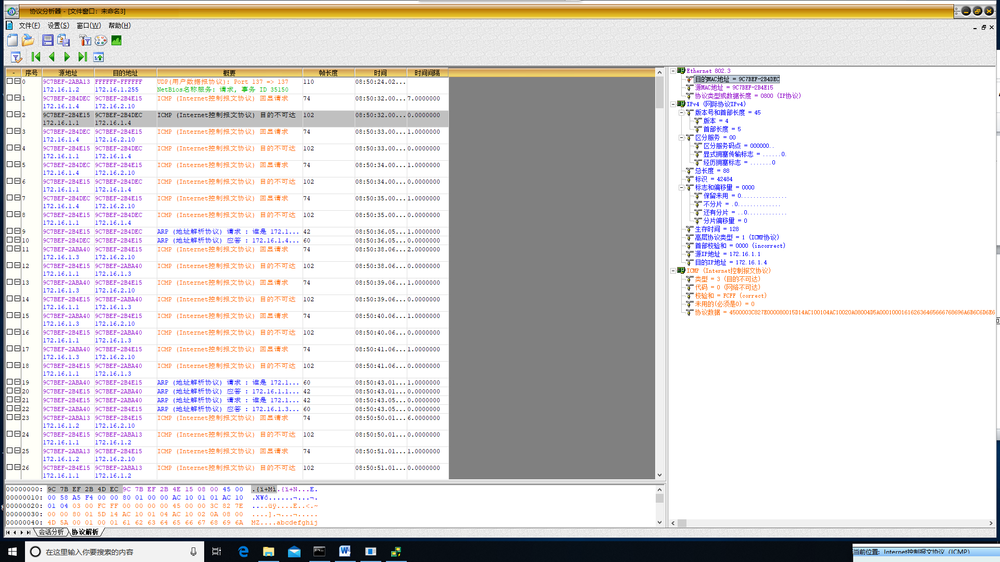 协议分析器 - [文件窗口: 未命名3]
文件(F) 设置(S) 窗口(W) 帮助(H)
- 序号 源地址 目的地址 概要 帧长度 时间 时间间隔
0 9C7BEF-2ABA13 FFFFFF-FFFFFF UDP(用户数据报协议): Port 137 => 137 110 08:50:24.02...
172.16.1.2 172.16.1.255 NetBios名称服务: 请求, 事务 ID 35150
1 9C7BEF-2B4DEC 9C7BEF-2B4E15 ICMP (Internet控制报文协议) 回显请求 74 08:50:32.00... 7.0000000
172.16.1.4 172.16.2.10
2 9C7BEF-2B4E15 9C7BEF-2B4DEC ICMP (Internet控制报文协议) 目的不可达 102 08:50:32.00... 0.0000000
172.16.1.1 172.16.1.4
3 9C7BEF-2B4DEC 9C7BEF-2B4E15 ICMP (Internet控制报文协议) 回显请求 74 08:50:33.00... 1.0000000
172.16.1.4 172.16.2.10
4 9C7BEF-2B4E15 9C7BEF-2B4DEC ICMP (Internet控制报文协议) 目的不可达 102 08:50:33.00... 0.0000000
172.16.1.1 172.16.1.4
5 9C7BEF-2B4DEC 9C7BEF-2B4E15 ICMP (Internet控制报文协议) 回显请求 74 08:50:34.00... 1.0000000
172.16.1.4 172.16.2.10
6 9C7BEF-2B4E15 9C7BEF-2B4DEC ICMP (Internet控制报文协议) 目的不可达 102 08:50:34.00... 0.0000000
172.16.1.1 172.16.1.4
7 9C7BEF-2B4DEC 9C7BEF-2B4E15 ICMP (Internet控制报文协议) 回显请求 74 08:50:35.00... 1.0000000
172.16.1.4 172.16.2.10
8 9C7BEF-2B4E15 9C7BEF-2B4DEC ICMP (Internet控制报文协议) 目的不可达 102 08:50:35.00... 0.0000000
172.16.1.1 172.16.1.4
9 9C7BEF-2B4E15 9C7BEF-2B4DEC ARP (地址解析协议) 请求 : 谁是 172.1... 42 08:50:36.05... 1.0000000
10 9C7BEF-2B4DEC 9C7BEF-2B4E15 ARP (地址解析协议) 应答 : 172.16.1.4... 60 08:50:36.05... 0.0000000
11 9C7BEF-2ABA40 9C7BEF-2B4E15 ICMP (Internet控制报文协议) 回显请求 74 08:50:38.06... 2.0000000
172.16.1.3 172.16.2.10
12 9C7BEF-2B4E15 9C7BEF-2ABA40 ICMP (Internet控制报文协议) 目的不可达 102 08:50:38.06... 0.0000000
172.16.1.1 172.16.1.3
13 9C7BEF-2ABA40 9C7BEF-2B4E15 ICMP (Internet控制报文协议) 回显请求 74 08:50:39.06... 1.0000000
172.16.1.3 172.16.2.10
14 9C7BEF-2B4E15 9C7BEF-2ABA40 ICMP (Internet控制报文协议) 目的不可达 102 08:50:39.06... 0.0000000
172.16.1.1 172.16.1.3
15 9C7BEF-2ABA40 9C7BEF-2B4E15 ICMP (Internet控制报文协议) 回显请求 74 08:50:40.06... 1.0000000
172.16.1.3 172.16.2.10
16 9C7BEF-2B4E15 9C7BEF-2ABA40 ICMP (Internet控制报文协议) 目的不可达 102 08:50:40.06... 0.0000000
172.16.1.1 172.16.1.3
17 9C7BEF-2ABA40 9C7BEF-2B4E15 ICMP (Internet控制报文协议) 回显请求 74 08:50:41.06... 1.0000000
172.16.1.3 172.16.2.10
18 9C7BEF-2B4E15 9C7BEF-2ABA40 ICMP (Internet控制报文协议) 目的不可达 102 08:50:41.06... 0.0000000
172.16.1.1 172.16.1.3
19 9C7BEF-2ABA40 9C7BEF-2B4E15 ARP (地址解析协议) 请求 : 谁是 172.1... 60 08:50:43.01... 1.0000000
20 9C7BEF-2B4E15 9C7BEF-2ABA40 ARP (地址解析协议) 应答 : 172.16.1.1... 42 08:50:43.01... 0.0000000
21 9C7BEF-2B4E15 9C7BEF-2ABA40 ARP (地址解析协议) 请求 : 谁是 172.1... 42 08:50:43.05... 0.0000000
22 9C7BEF-2ABA40 9C7BEF-2B4E15 ARP (地址解析协议) 应答 : 172.16.1.3... 60 08:50:43.05... 0.0000000
23 9C7BEF-2ABA13 9C7BEF-2B4E15 ICMP (Internet控制报文协议) 回显请求 74 08:50:50.01... 6.0000000
172.16.1.2 172.16.2.10
24 9C7BEF-2B4E15 9C7BEF-2ABA13 ICMP (Internet控制报文协议) 目的不可达 102 08:50:50.01... 0.0000000
172.16.1.1 172.16.1.2
25 9C7BEF-2ABA13 9C7BEF-2B4E15 ICMP (Internet控制报文协议) 回显请求 74 08:50:51.01... 1.0000000
172.16.1.2 172.16.2.10
26 9C7BEF-2B4E15 9C7BEF-2ABA13 ICMP (Internet控制报文协议) 目的不可达 102 08:50:51.01... 0.0000000
172.16.1.1 172.16.1.2
Ethernet 802.3
目的MAC地址 = 9C7BEF-2B4DEC
源MAC地址 = 9C7BEF-2B4E15
协议类型或数据长度 = 0800 (IP协议)
IPv4 (网际协议IPv4)
版本号和首部长度 = 45
版本 = 4
首部长度 = 5
区分服务 = 00
区分服务码点 = 000000..
显式拥塞传输标志 = ......0.
经历拥塞标志 = .......0
总长度 = 88
标识 = 42484
标志和偏移量 = 0000
保留未用 = 0...............
不分片 = .0..............
还有分片 = ..0.............
分片偏移量 = 0
生存时间 = 128
高层协议类型 = 1 (ICMP协议)
首部校验和 = 0000 (incorrect)
源IP地址 = 172.16.1.1
目的IP地址 = 172.16.1.4
ICMP (Internet控制报文协议)
类型 = 3 (目的不可达)
代码 = 0 (网络不可达)
校验和 = FCFF (correct)
未用的(必须是0) = 0
协议数据 = 4500003C827E000080015D14AC100104AC10020A08004D5A000100016162636465666768696A6B6C6D6E6
00000000: 9C 7B EF 2B 4D EC 9C 7B EF 2B 4E 15 08 00 45 00 .{ï+Mì.{ï+N...E.
00000010: 00 58 A5 F4 00 00 80 01 00 00 AC 10 01 01 AC 10 .X¥ô......¬...¬.
00000020: 01 04 03 00 FC FF 00 00 00 00 45 00 00 3C 82 7E ....üÿ....E..<.~
00000030: 00 00 80 01 5D 14 AC 10 01 04 AC 10 02 0A 08 00 ....].¬...¬.....
00000040: 4D 5A 00 01 00 01 61 62 63 64 65 66 67 68 69 6A MZ....abcdefghij
会话分析 协议解析
在这里输入你要搜索的内容
当前位置: Internet控制报文协议 (ICMP)